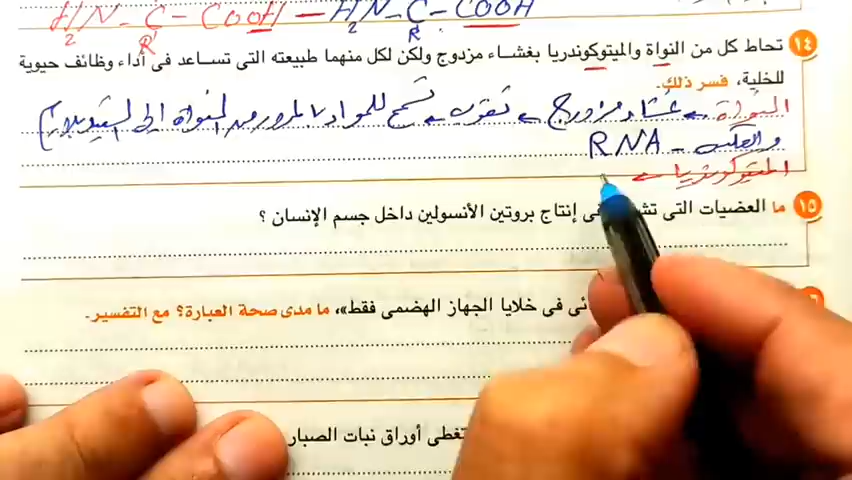 H₂N - C - COOH — H₂N - C - COOH
R' R
١٤ تحاط كل من النواة والميتوكوندريا بغشاء مزدوج ولكن لكل منهما طبيعته التى تساعد فى أداء وظائف حيوية
للخلية، فسر ذلك.
النواة ← غشاء مزدوج ← ثقوب ← تسمح للمواد بالمرور من النواة إلى السيتوبلازم
والعكس - RNA
الميتوكوندريا ←
١٥ ما العضيات التى فى إنتاج بروتين الأنسولين داخل جسم الإنسان ؟
ئى فى خلايا الجهاز الهضمى فقط»، ما مدى صحة العبارة؟ مع التفسير.
تغطى أوراق نبات الصبار